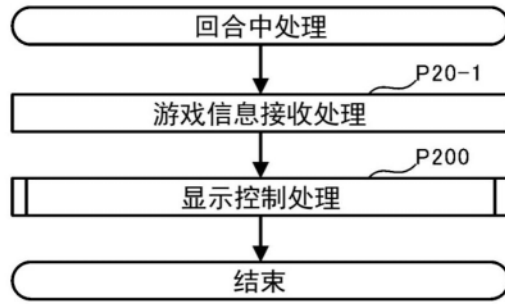 回合中处理
P20-1
游戏信息接收处理
P200
显示控制处理
结束